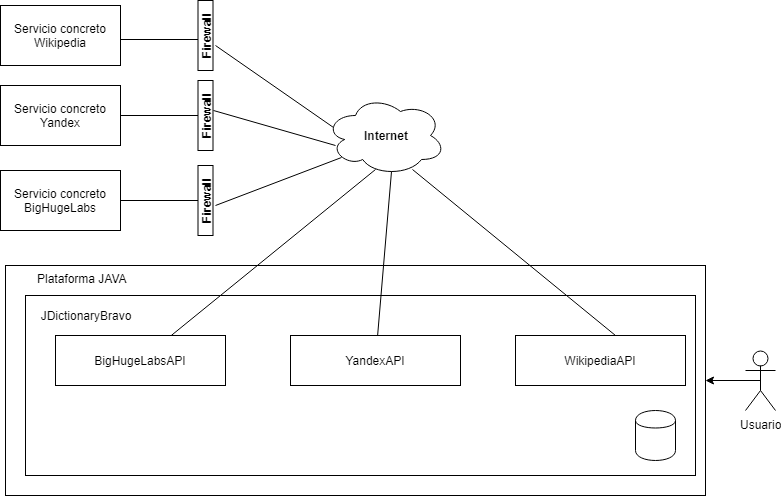 Servicio concreto
Wikipedia
Firewall
Servicio concreto
Yandex
Firewall
Internet
Servicio concreto
BigHugeLabs
Firewall
Plataforma JAVA
JDictionaryBravo
BigHugeLabsAPI
YandexAPI
WikipediaAPI
Usuario